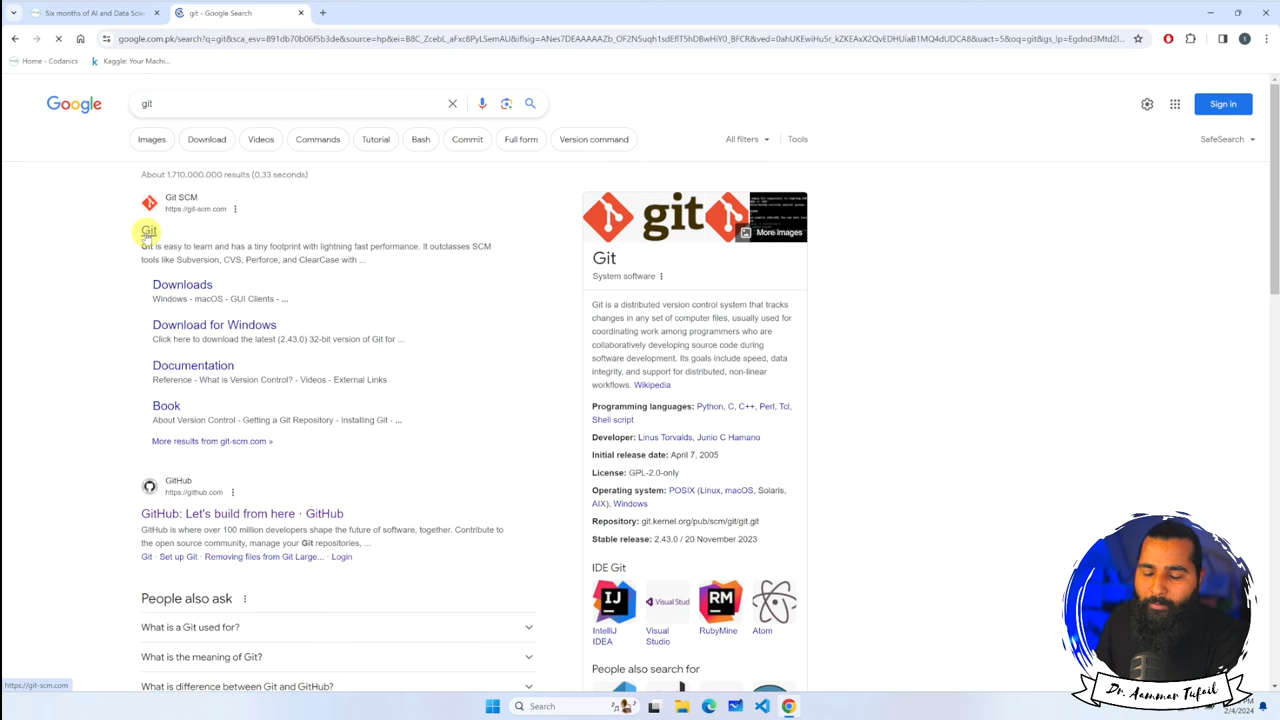 Six months of AI and Data Scie
git - Google Search
google.com.pk/search?q=git&sca_esv=891db70b06f5b3de&source=hp&ei=B8C_ZcebL_aFxc8PyLSemAU&iflsig=ANes7DEAAAAAZb_OF2N5uqh1sdEflT5hDBwHiY0_BFCR&ved=0ahUKEwiHu5r_kZKEAxX2QvEDHUiaB1MQ4dUDCA8&uact=5&oq=git&gs_lp=Egdnd3Mtd2l...
Home - Codanics
Kaggle: Your Machi...
Google
git
Sign in
Images
Download
Videos
Commands
Tutorial
Bash
Commit
Full form
Version command
All filters
Tools
SafeSearch
About 1.710.000.000 results (0,33 seconds)
Git SCM
https://git-scm.com
Git
Git is easy to learn and has a tiny footprint with lightning fast performance. It outclasses SCM
tools like Subversion, CVS, Perforce, and ClearCase with ...
Downloads
Windows - macOS - GUI Clients - ...
Download for Windows
Click here to download the latest (2.43.0) 32-bit version of Git for ...
Documentation
Reference - What is Version Control? - Videos - External Links
Book
About Version Control - Getting a Git Repository - Installing Git - ...
More results from git-scm.com »
GitHub
https://github.com
GitHub: Let's build from here · GitHub
GitHub is where over 100 million developers shape the future of software, together. Contribute to
the open source community, manage your Git repositories, ...
Git · Set up Git · Removing files from Git Large... · Login
People also ask
What is a Git used for?
What is the meaning of Git?
What is difference between Git and GitHub?
git
More images
Git
System software
Git is a distributed version control system that tracks
changes in any set of computer files, usually used for
coordinating work among programmers who are
collaboratively developing source code during
software development. Its goals include speed, data
integrity, and support for distributed, non-linear
workflows. Wikipedia
Programming languages: Python, C, C++, Perl, Tcl,
Shell script
Developer: Linus Torvalds, Junio C Hamano
Initial release date: April 7, 2005
License: GPL-2.0-only
Operating system: POSIX (Linux, macOS, Solaris,
AIX), Windows
Repository: git.kernel.org/pub/scm/git/git.git
Stable release: 2.43.0 / 20 November 2023
IDE Git
IJ
RM
Visual Stud
IntelliJ
IDEA
Visual
Studio
RubyMine
Atom
People also search for
https://git-scm.com
Search
PM
2/4/2024
Dr. Aammar Tufail